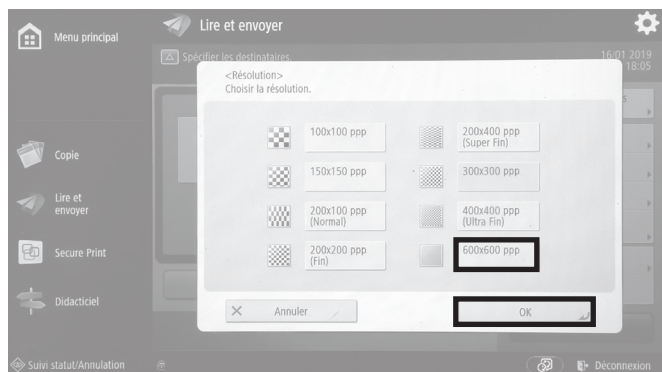 Menu principal
Lire et envoyer
Spécifier les destinataires.
16/01 2019
18:05
<Résolution>
Choisir la résolution.
100x100 ppp
200x400 ppp
(Super Fin)
150x150 ppp
300x300 ppp
200x100 ppp
(Normal)
400x400 ppp
(Ultra Fin)
200x200 ppp
(Fin)
600x600 ppp
Annuler
OK
Copie
Lire et
envoyer
Secure Print
Didacticiel
Suivi statut/Annulation
Déconnexion